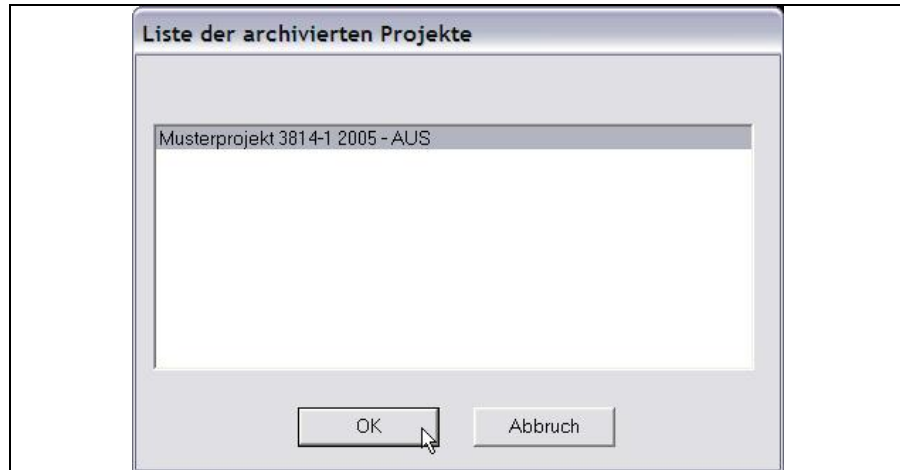 Liste der archivierten Projekte
Musterprojekt 3814-1 2005 - AUS
OK
Abbruch